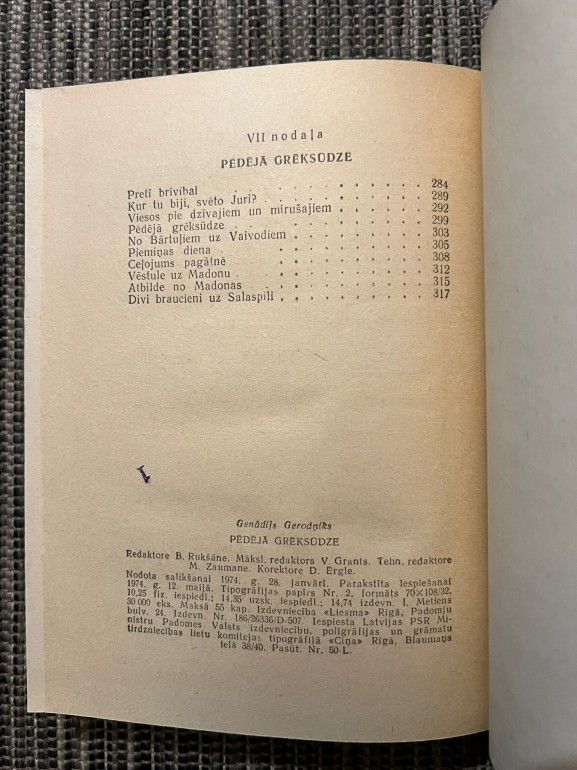 VII nodaļa
PĒDĒJĀ GRĒKSŪDZE
Pretī brīvībai . . . . . . . . . 284
Kur tu biji, svēto Juri? . . . . . . . . 289
Viesos pie dzīvajiem un mirušajiem . . . . . 292
Pēdējā grēksūdze . . . . . . . . . 299
No Bārtuļiem uz Vaivodiem . . . . . . . 303
Piemiņas diena . . . . . . . . . 305
Ceļojums pagātnē . . . . . . . . 308
Vēstule uz Madonu . . . . . . . . 312
Atbilde no Madonas . . . . . . . . 315
Divi braucieni uz Salaspili . . . . . . . 317
Genādijs Gerodņiks
PĒDĒJĀ GRĒKSŪDZE
Redaktore B. Rukšāne. Māksl. redaktors V. Grants. Tehn. redaktore
M. Zaumane. Korektore D. Ērgle.
Nodota salikšanai 1974. g. 28. janvārī. Parakstīta iespiešanai
1974. g. 12. maijā. Tipogrāfijas papīrs Nr. 2, formāts 70×108/32.
10,25 fiz. iespiedl.; 14,35 uzsk. iespiedl.; 14,74 izdevn. l. Metiens
30 000 eks. Maksā 55 kap. Izdevniecība «Liesma» Rīgā, Padomju
bulv. 24. Izdevn. Nr. 186/26336/D-507. Iespiesta Latvijas PSR Mi-
nistru Padomes Valsts izdevniecību, poligrāfijas un grāmatu
tirdzniecības lietu komitejas tipogrāfijā «Cīņa» Rīgā, Blaumaņa
ielā 38/40. Pasūt. Nr. 50-L.